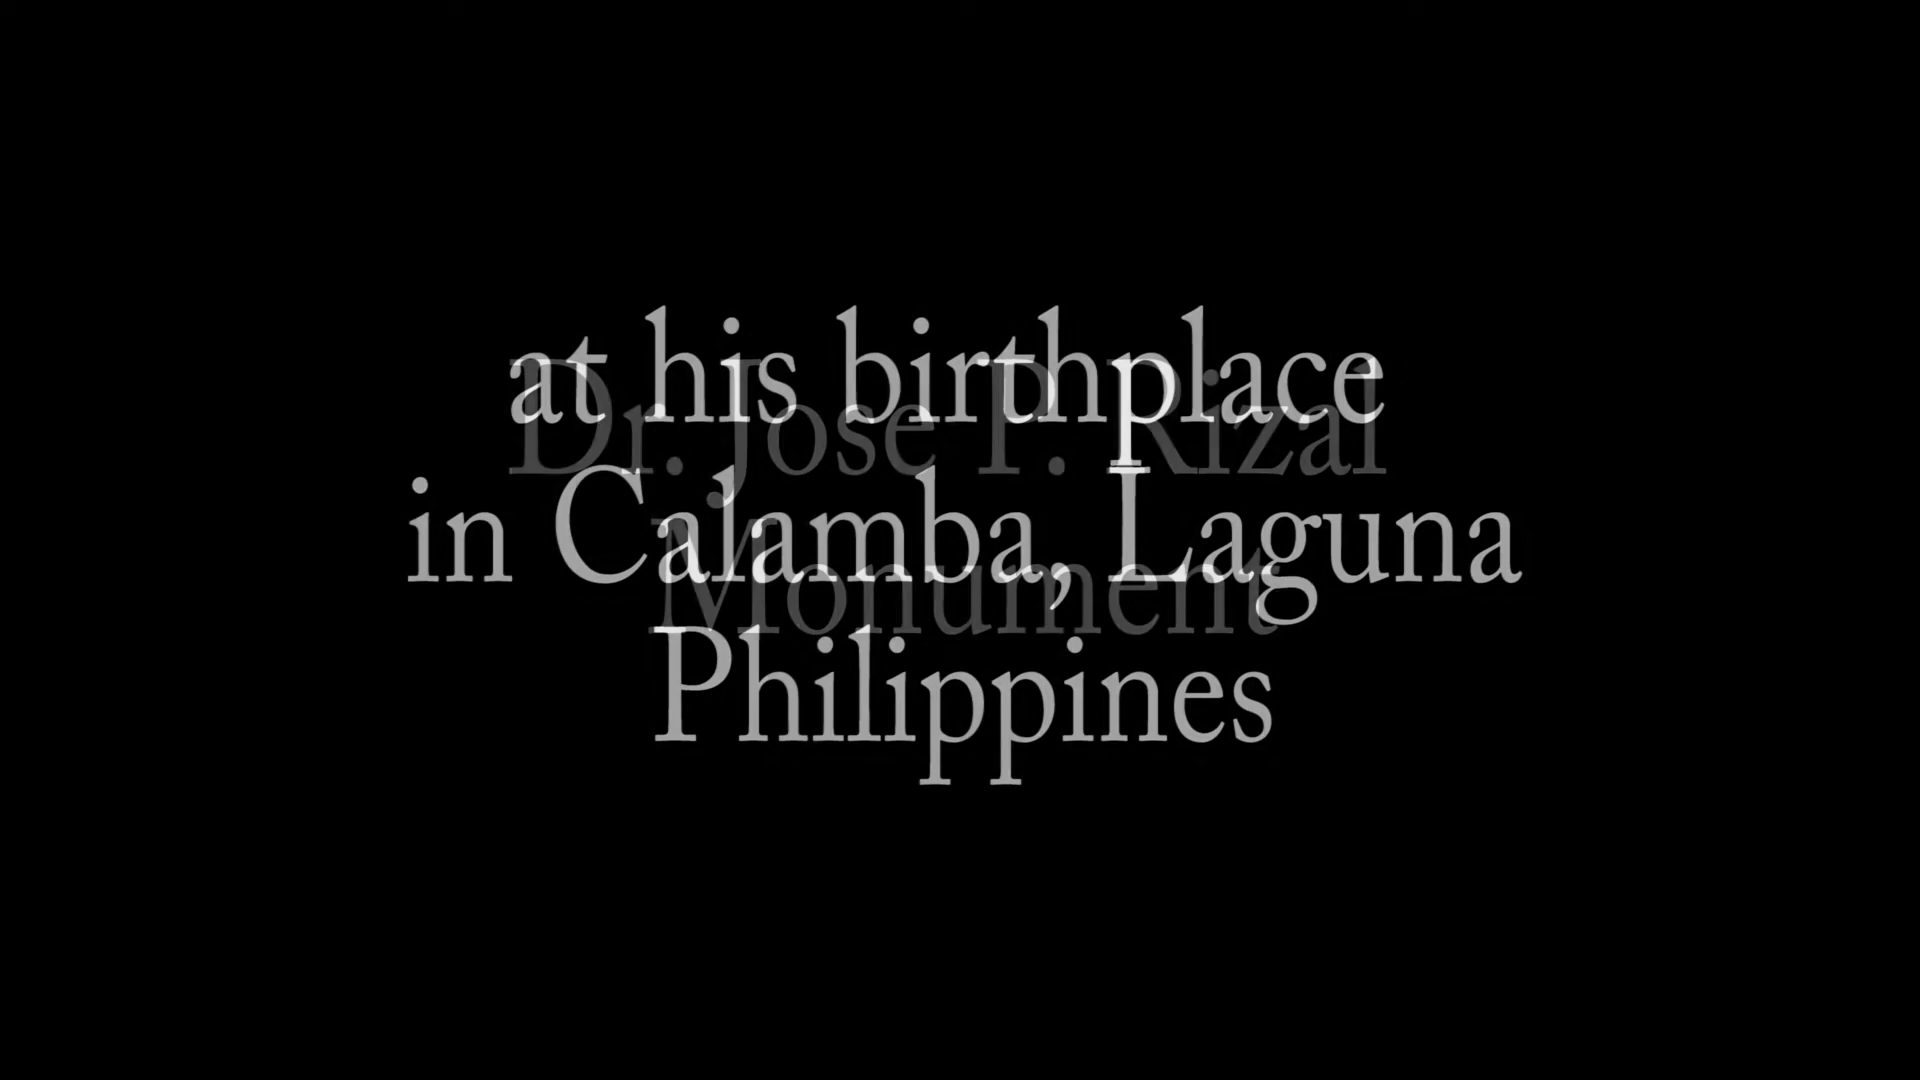 at his birthplace
in Calamba, Laguna
Philippines
Dr. Jose P. Rizal
Monument